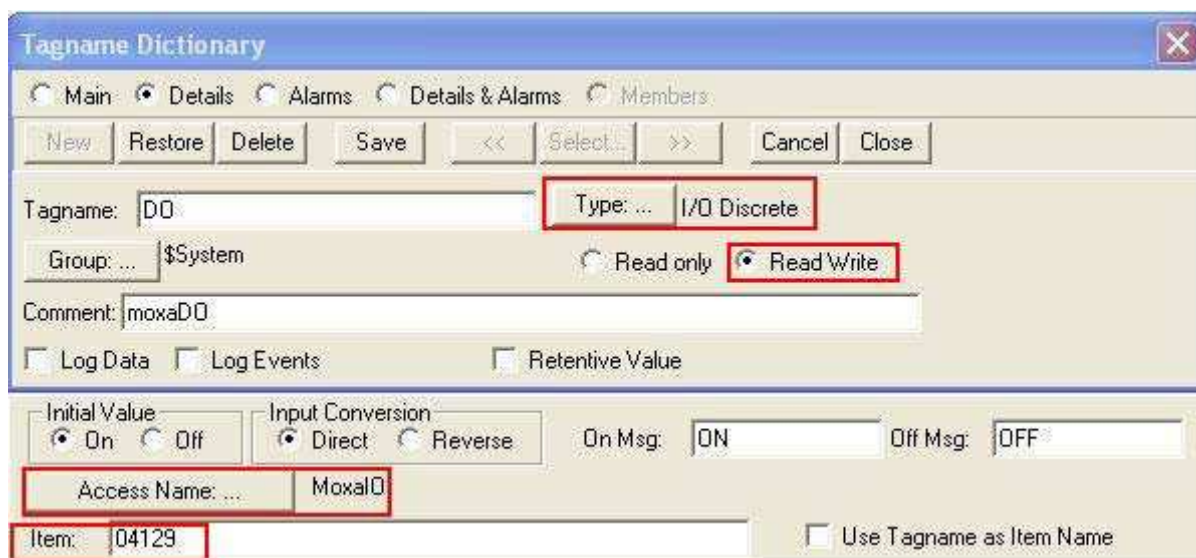 Tagname Dictionary
Main Details Alarms Details & Alarms Members
New Restore Delete Save << Select... >> Cancel Close
Tagname: DO Type: ... I/O Discrete
Group: ... $System Read only Read Write
Comment: moxaDO
Log Data Log Events Retentive Value
Initial Value Input Conversion
On Off Direct Reverse On Msg: ON Off Msg: OFF
Access Name: ... MoxaIO
Item: 04129 Use Tagname as Item Name